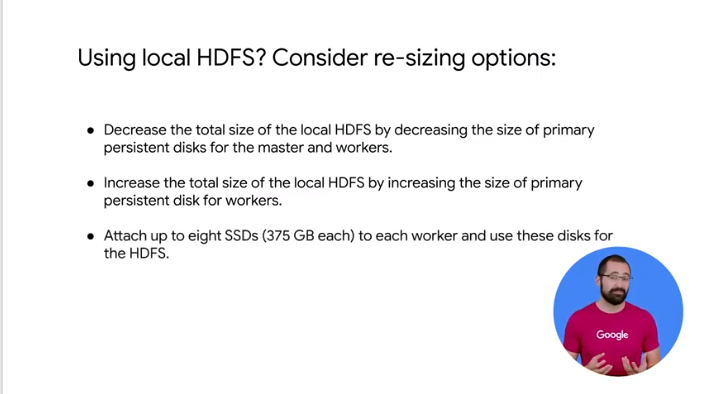 Using local HDFS? Consider re-sizing options:
● Decrease the total size of the local HDFS by decreasing the size of primary
persistent disks for the master and workers.
● Increase the total size of the local HDFS by increasing the size of primary
persistent disk for workers.
● Attach up to eight SSDs (375 GB each) to each worker and use these disks for
the HDFS.
Google